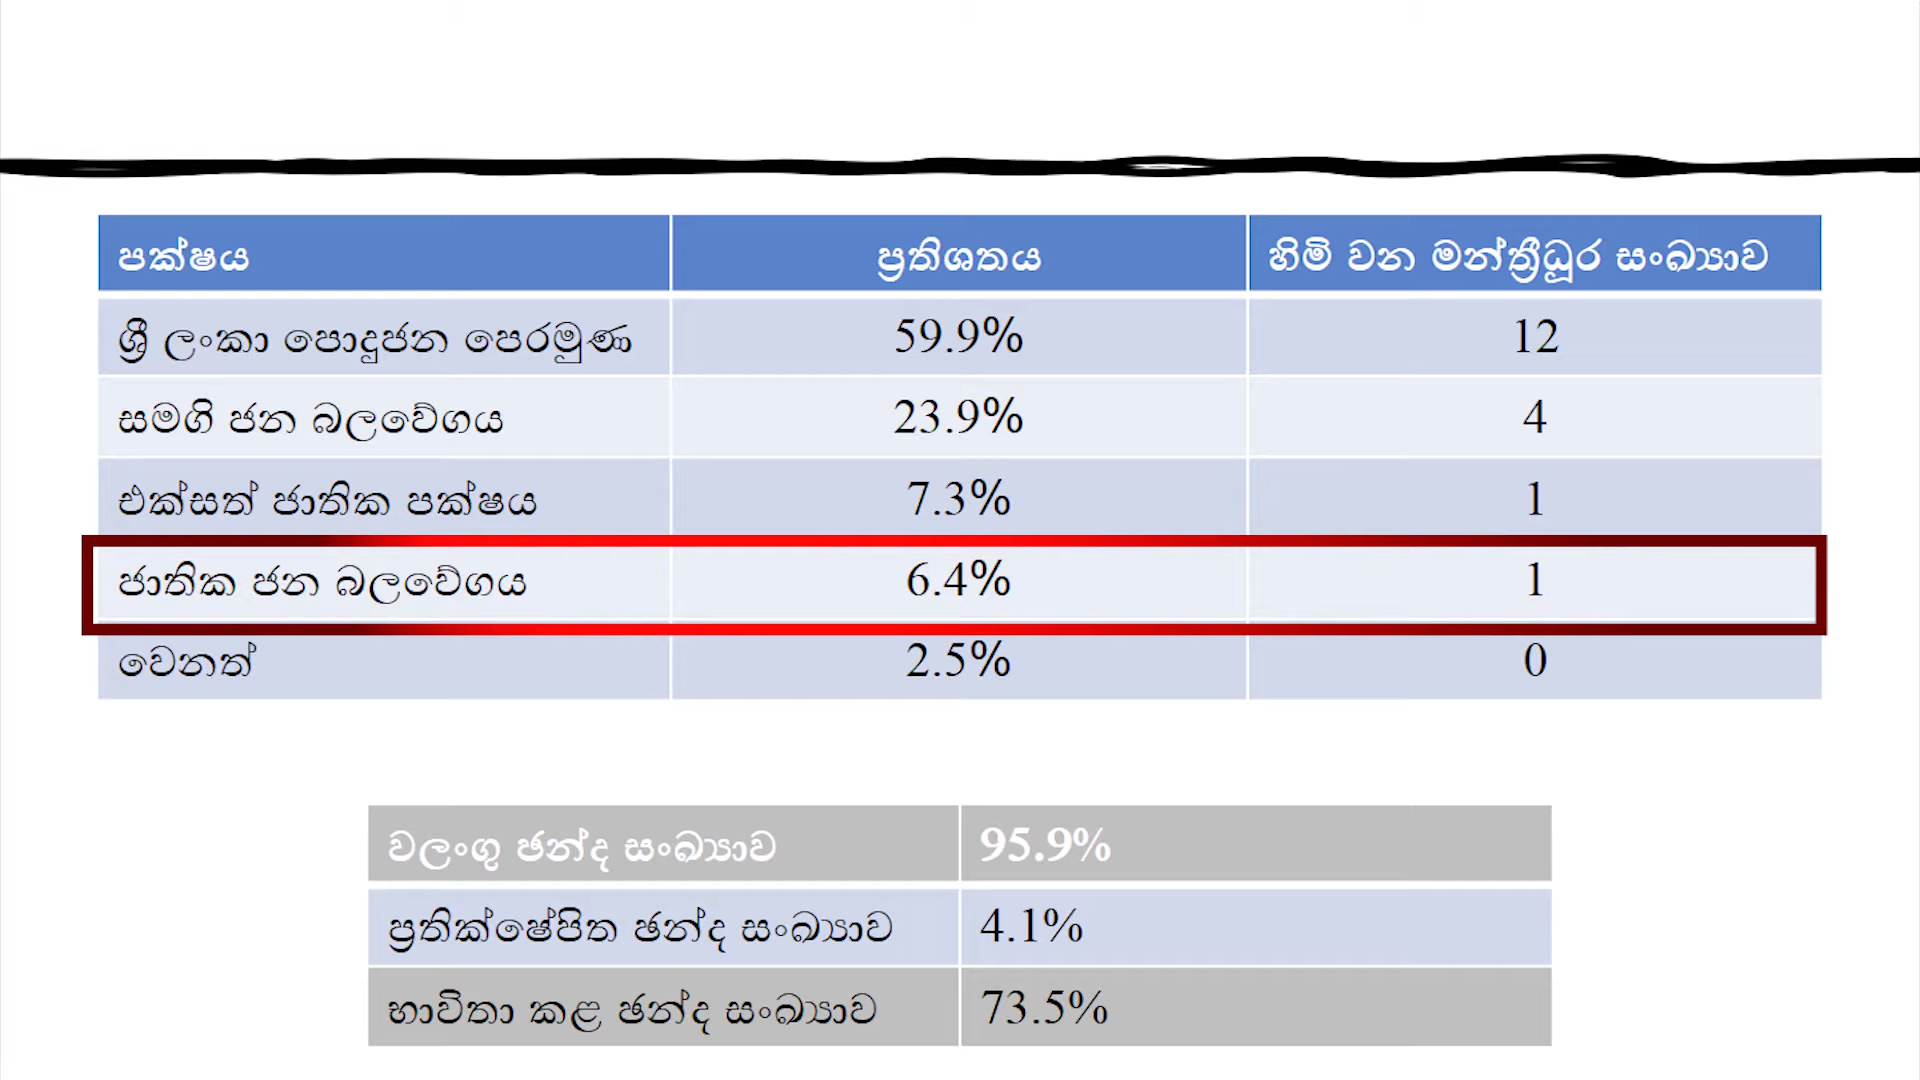 පක්ෂය ප්‍රතිශතය හිමි වන මන්ත්‍රීධූර සංඛ්‍යාව
ශ්‍රී ලංකා පොදුජන පෙරමුණ 59.9% 12
සමගි ජන බලවේගය 23.9% 4
එක්සත් ජාතික පක්ෂය 7.3% 1
ජාතික ජන බලවේගය 6.4% 1
වෙනත් 2.5% 0
වලංගු ඡන්ද සංඛ්‍යාව 95.9%
ප්‍රතික්ෂේපිත ඡන්ද සංඛ්‍යාව 4.1%
භාවිතා කළ ඡන්ද සංඛ්‍යාව 73.5%